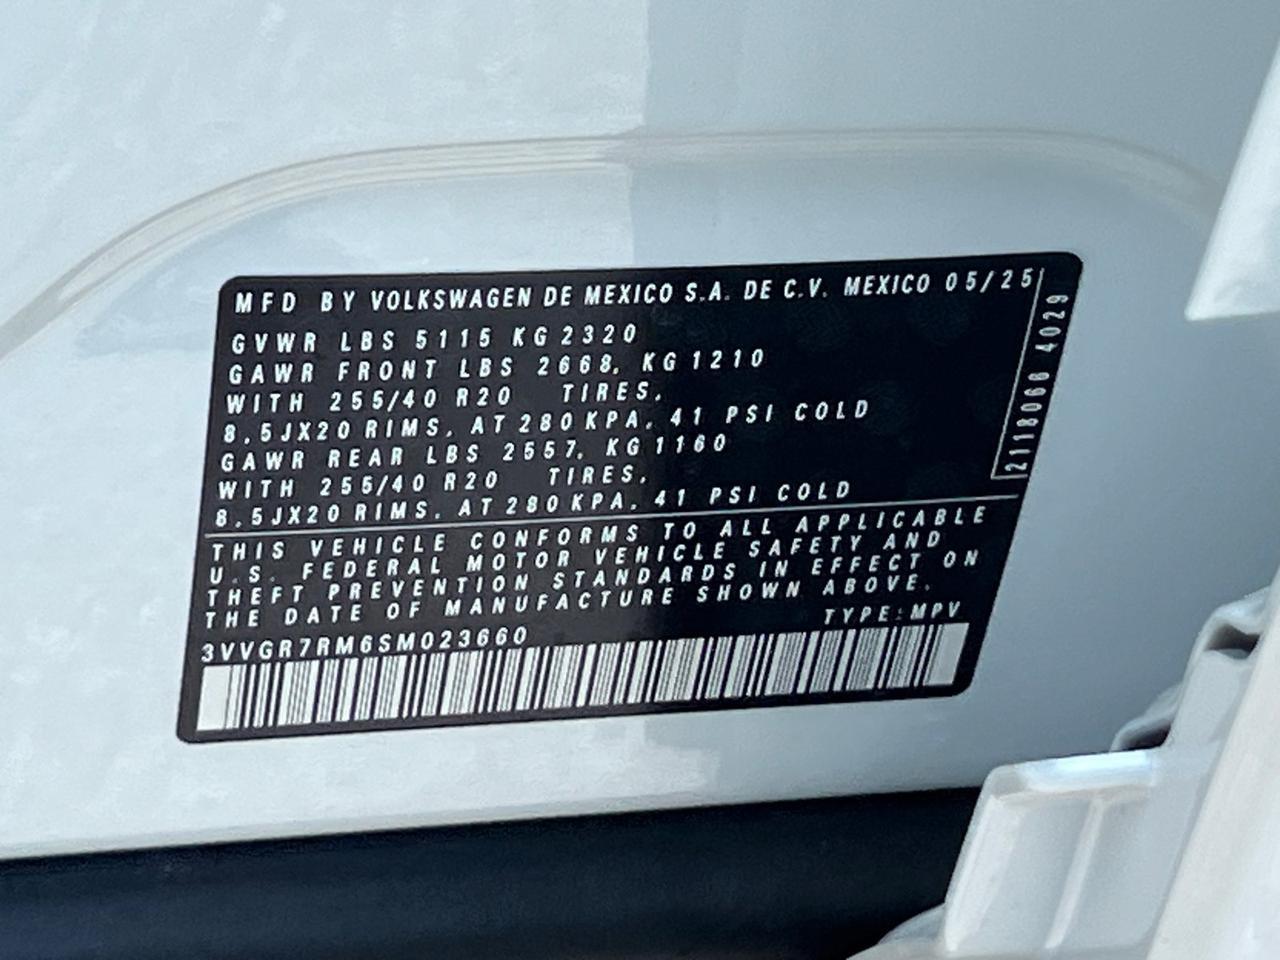 MFD BY VOLKSWAGEN DE MEXICO S.A. DE C.V. MEXICO 05/25
GVWR LBS 5115 KG 2320
GAWR FRONT LBS 2668, KG 1210
WITH 255/40 R20 TIRES,
8,5JX20 RIMS, AT 280 KPA, 41 PSI COLD
GAWR REAR LBS 2557, KG 1160
WITH 255/40 R20 TIRES,
8,5JX20 RIMS, AT 280 KPA, 41 PSI COLD
2118068 4029
THIS VEHICLE CONFORMS TO ALL APPLICABLE
U.S. FEDERAL MOTOR VEHICLE SAFETY AND
THEFT PREVENTION STANDARDS IN EFFECT ON
THE DATE OF MANUFACTURE SHOWN ABOVE.
TYPE:MPV
3VVGR7RM6SM023660